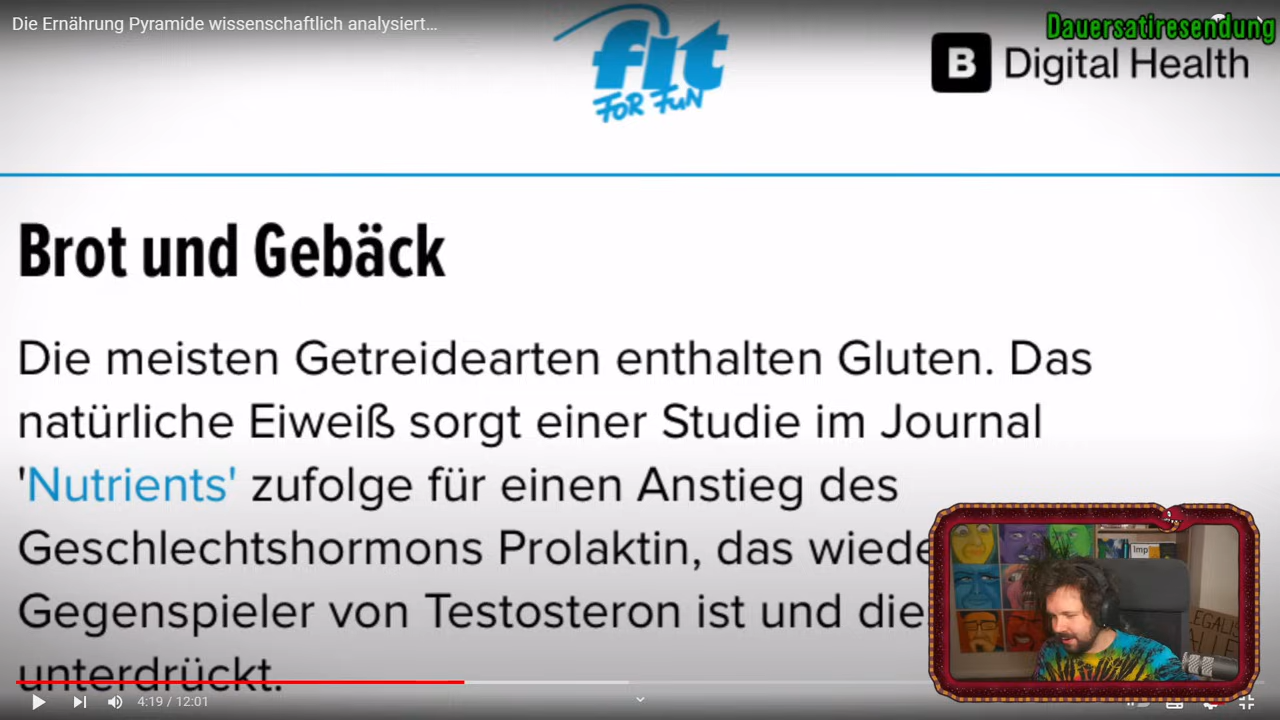 Die Ernährung Pyramide wissenschaftlich analysiert...
Dauersatiresendung
fit
FOR FUN
B Digital Health
Brot und Gebäck
Die meisten Getreidearten enthalten Gluten. Das
natürliche Eiweiß sorgt einer Studie im Journal
'Nutrients' zufolge für einen Anstieg des
Geschlechtshormons Prolaktin, das
Gegenspieler von Testosteron ist und
unterdrückt.
4:19 / 12:01